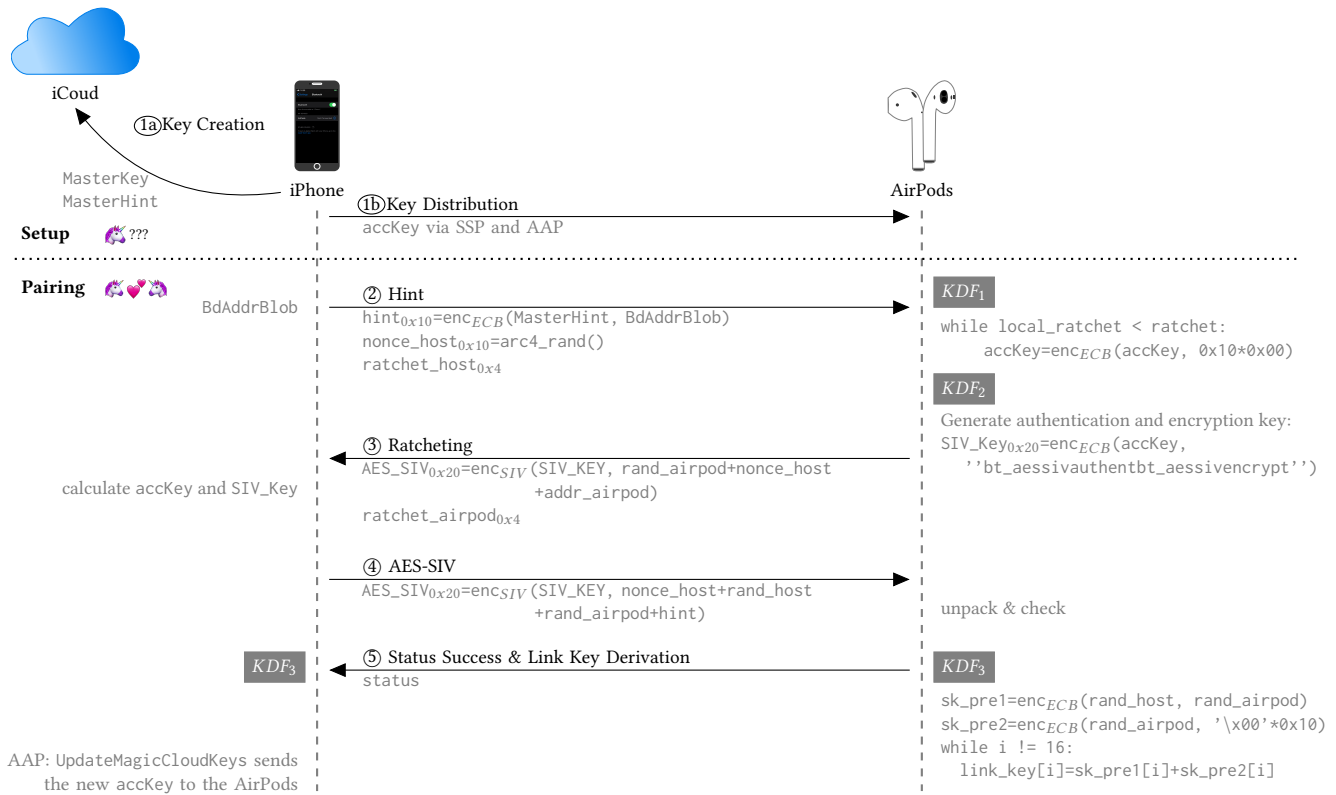 iCoud
1a Key Creation
MasterKey
MasterHint
iPhone
AirPods
1b Key Distribution
accKey via SSP and AAP
Setup ???
Pairing
BdAddrBlob
2 Hint
hint0x10=encECB(MasterHint, BdAddrBlob)
nonce_host0x10=arc4_rand()
ratchet_host0x4
KDF1
while local_ratchet < ratchet:
accKey=encECB(accKey, 0x10*0x00)
KDF2
Generate authentication and encryption key:
SIV_Key0x20=encECB(accKey,
''bt_aessivauthentbt_aessivencrypt'')
3 Ratcheting
AES_SIV0x20=encSIV(SIV_KEY, rand_airpod+nonce_host
+addr_airpod)
ratchet_airpod0x4
calculate accKey and SIV_Key
4 AES-SIV
AES_SIV0x20=encSIV(SIV_KEY, nonce_host+rand_host
+rand_airpod+hint)
unpack & check
KDF3
5 Status Success & Link Key Derivation
status
KDF3
sk_pre1=encECB(rand_host, rand_airpod)
sk_pre2=encECB(rand_airpod, '\x00'*0x10)
while i != 16:
link_key[i]=sk_pre1[i]+sk_pre2[i]
AAP: UpdateMagicCloudKeys sends
the new accKey to the AirPods